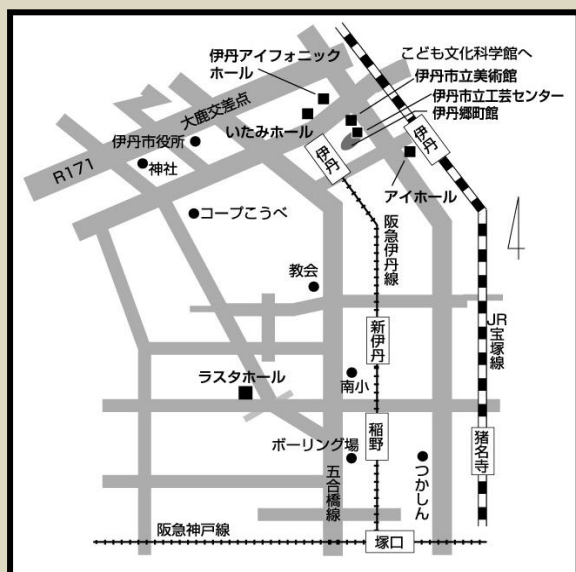 伊丹アイフォニック
ホール
こども文化科学館へ
伊丹市立美術館
伊丹市立工芸センター
伊丹郷町館
大鹿交差点
いたみホール
伊丹市役所
伊丹
伊丹
R171
神社
アイホール
コープこうべ
阪急伊丹線
教会
新伊丹
JR宝塚線
ラスタホール
南小
稲野
猪名寺
ボーリング場
五合橋線
つかしん
阪急神戸線
塚口